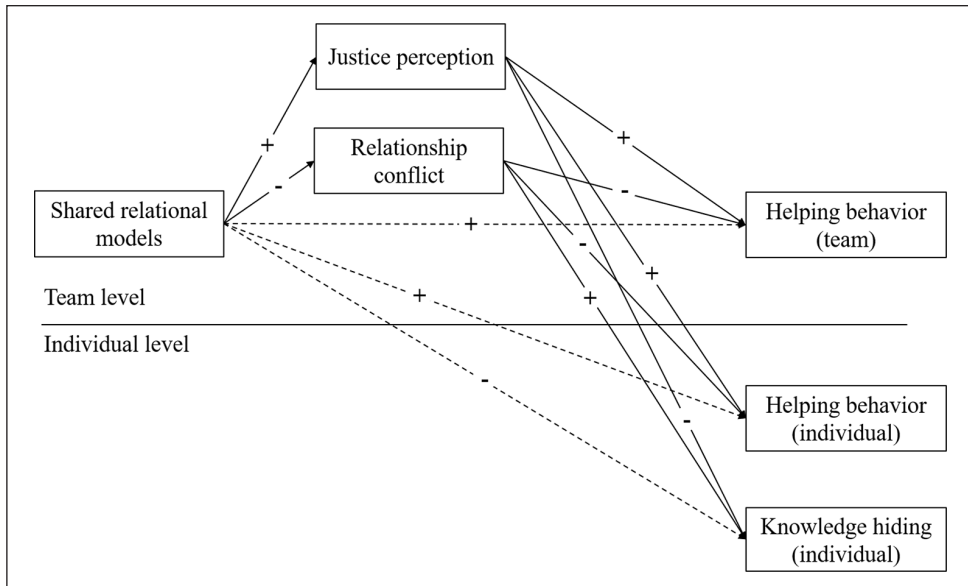 Justice perception
+
Relationship
conflict
+
-
-
Shared relational
models
+
-
Helping behavior
(team)
+
+
+
Team level
Individual level
-
Helping behavior
(individual)
-
Knowledge hiding
(individual)